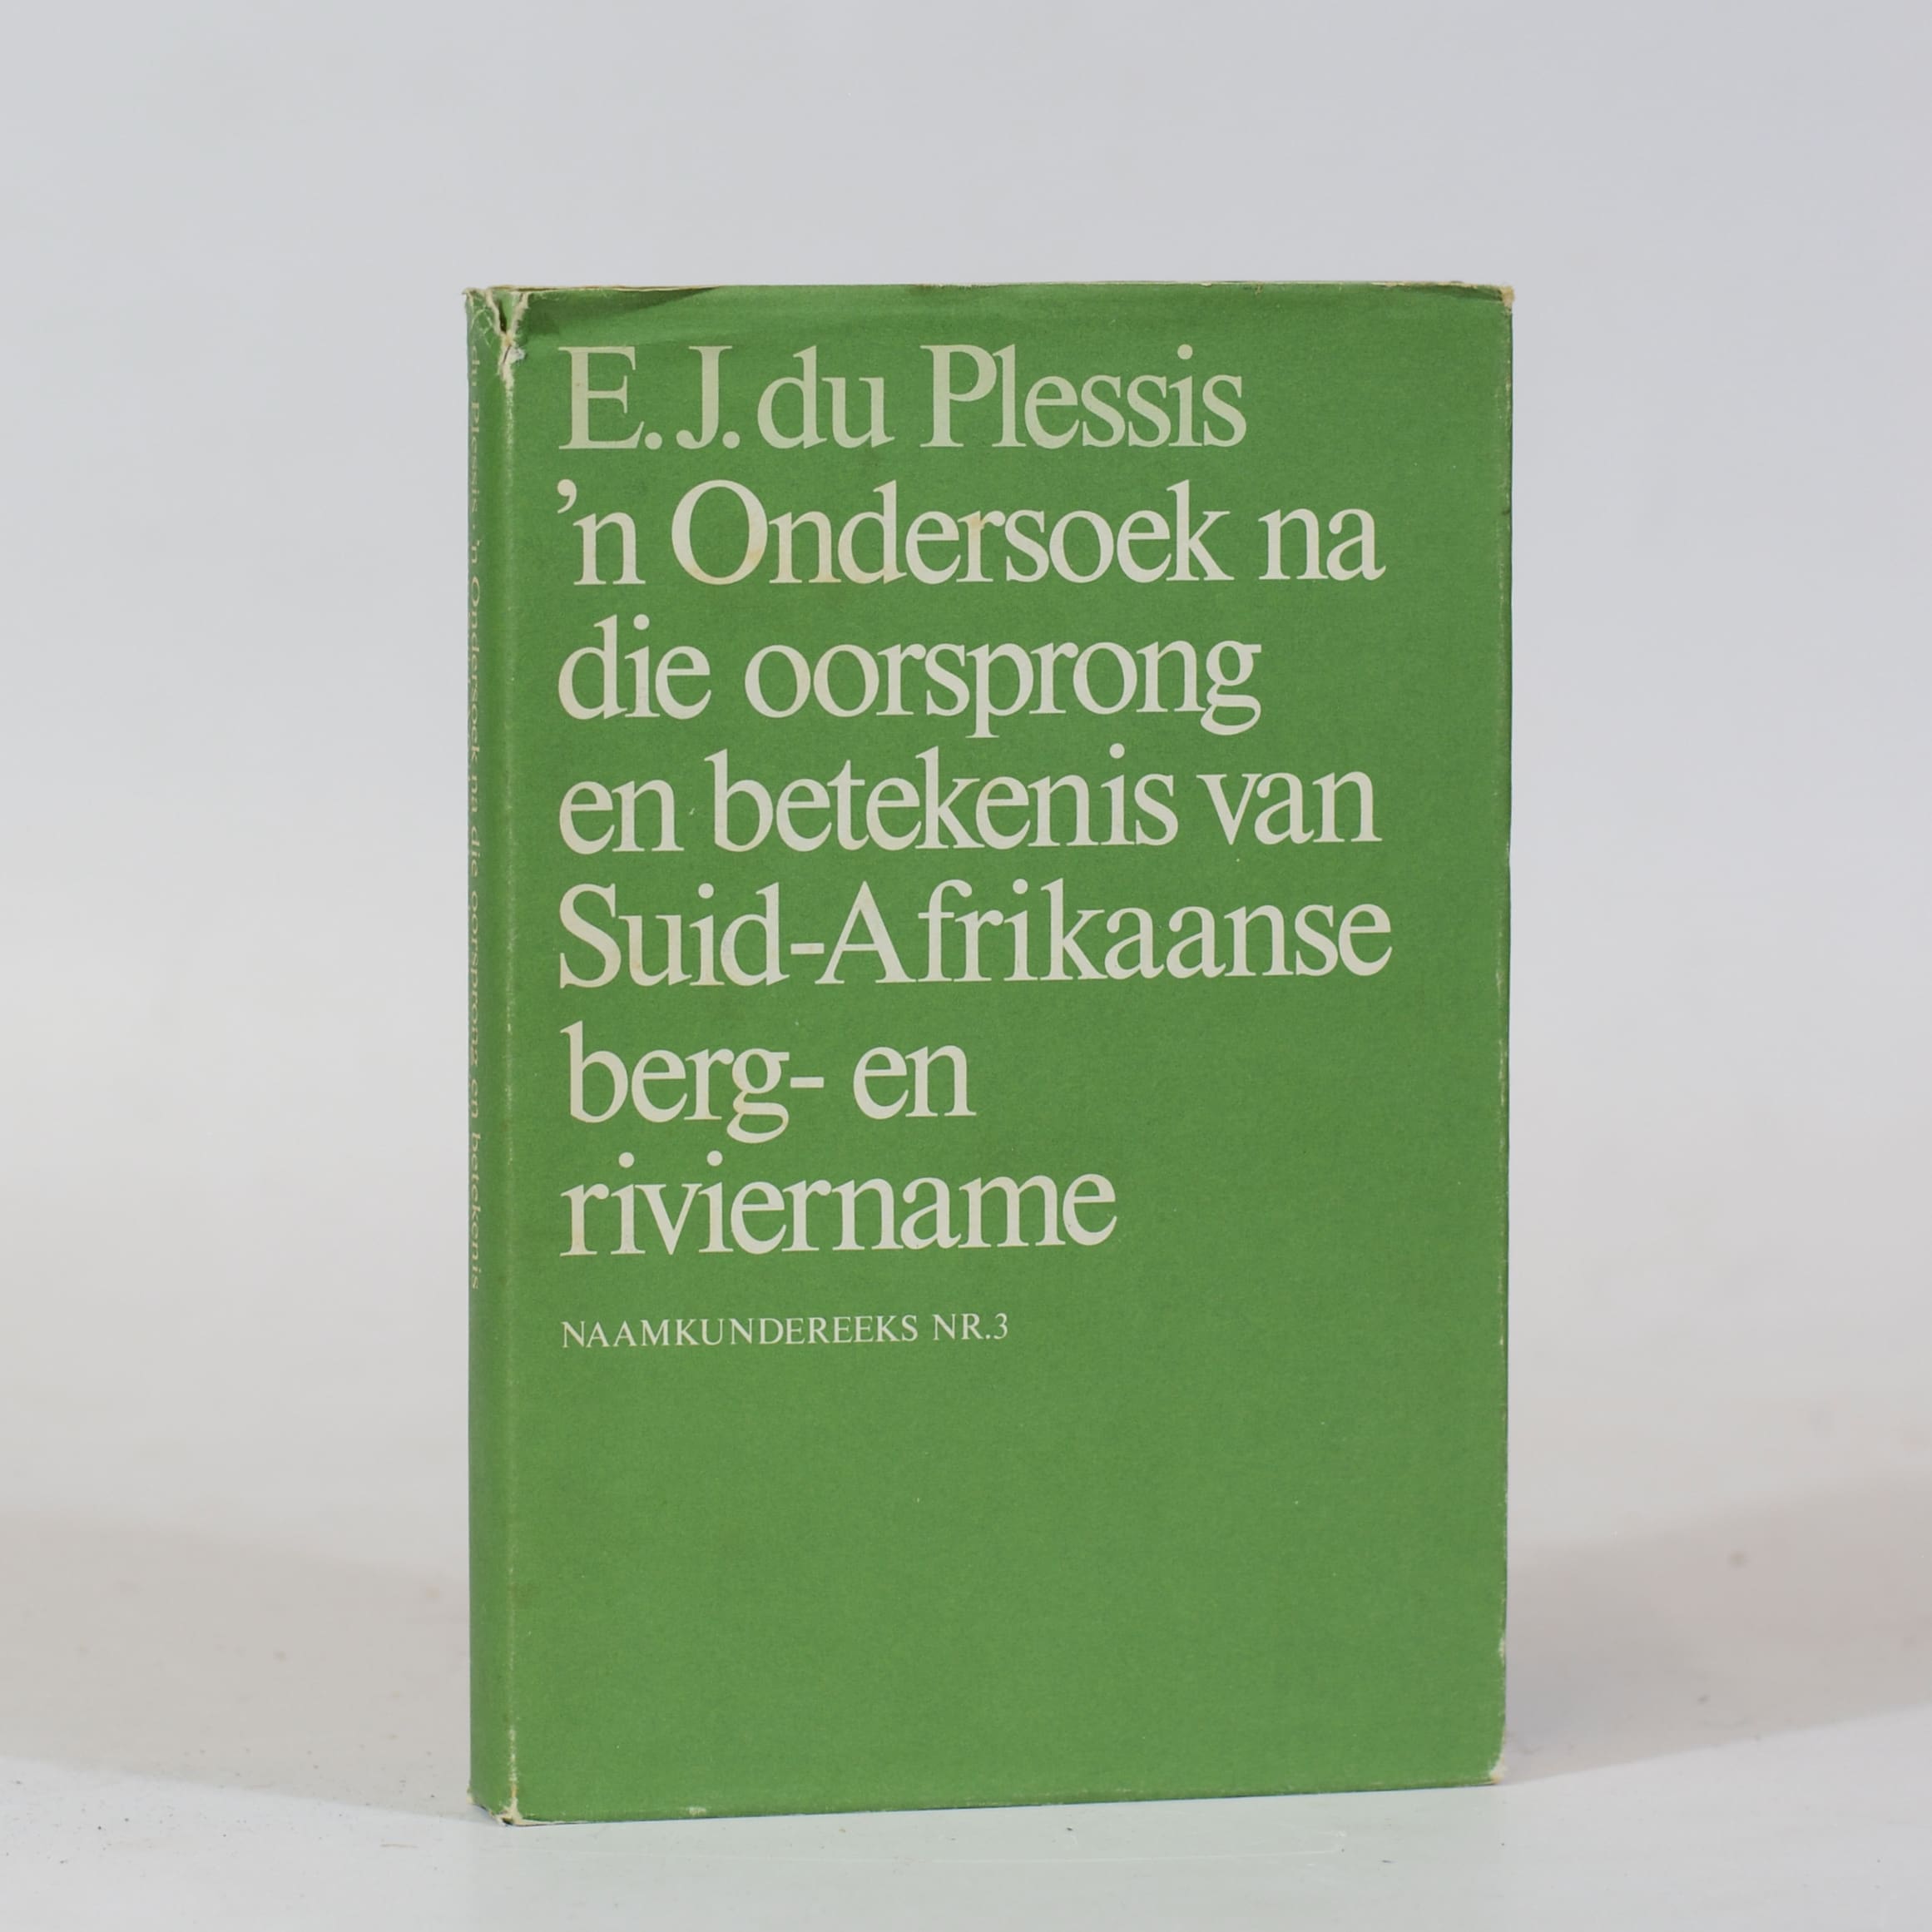 E.J. du Plessis
'n Ondersoek na
die oorsprong
en betekenis van
Suid-Afrikaanse
berg- en
riviername
NAAMKUNDEREEKS NR.3
du Plessis 'n Ondersoek na die oorsprong en betekenis